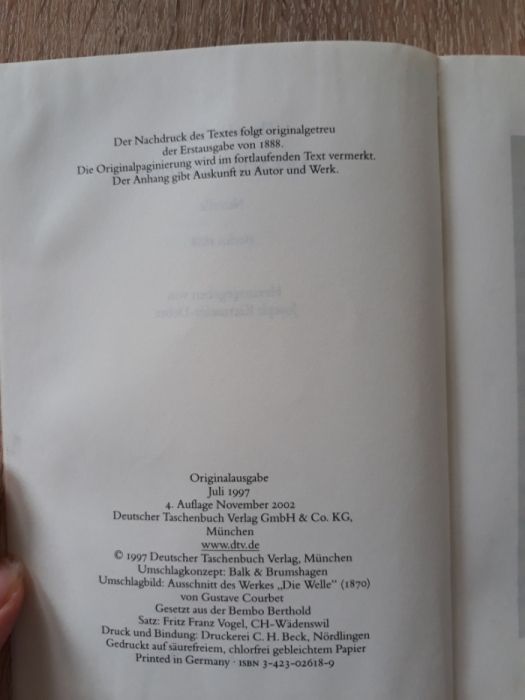 Der Nachdruck des Textes folgt originalgetreu
der Erstausgabe von 1888.
Die Originalpaginierung wird im fortlaufenden Text vermerkt.
Der Anhang gibt Auskunft zu Autor und Werk.
Originalausgabe
Juli 1997
4. Auflage November 2002
Deutscher Taschenbuch Verlag GmbH & Co. KG,
München
www.dtv.de
© 1997 Deutscher Taschenbuch Verlag, München
Umschlagkonzept: Balk & Brumshagen
Umschlagbild: Ausschnitt des Werkes „Die Welle" (1870)
von Gustave Courbet
Gesetzt aus der Bembo Berthold
Satz: Fritz Franz Vogel, CH-Wädenswil
Druck und Bindung: Druckerei C. H. Beck, Nördlingen
Gedruckt auf säurefreiem, chlorfrei gebleichtem Papier
Printed in Germany · ISBN 3-423-02618-9